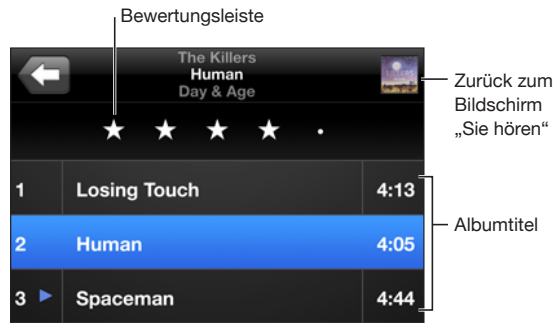 Bewertungsleiste
The Killers
Human
Day & Age
Zurück zum
Bildschirm
„Sie hören“
1 Losing Touch 4:13
2 Human 4:05
Albumtitel
3 Spaceman 4:44